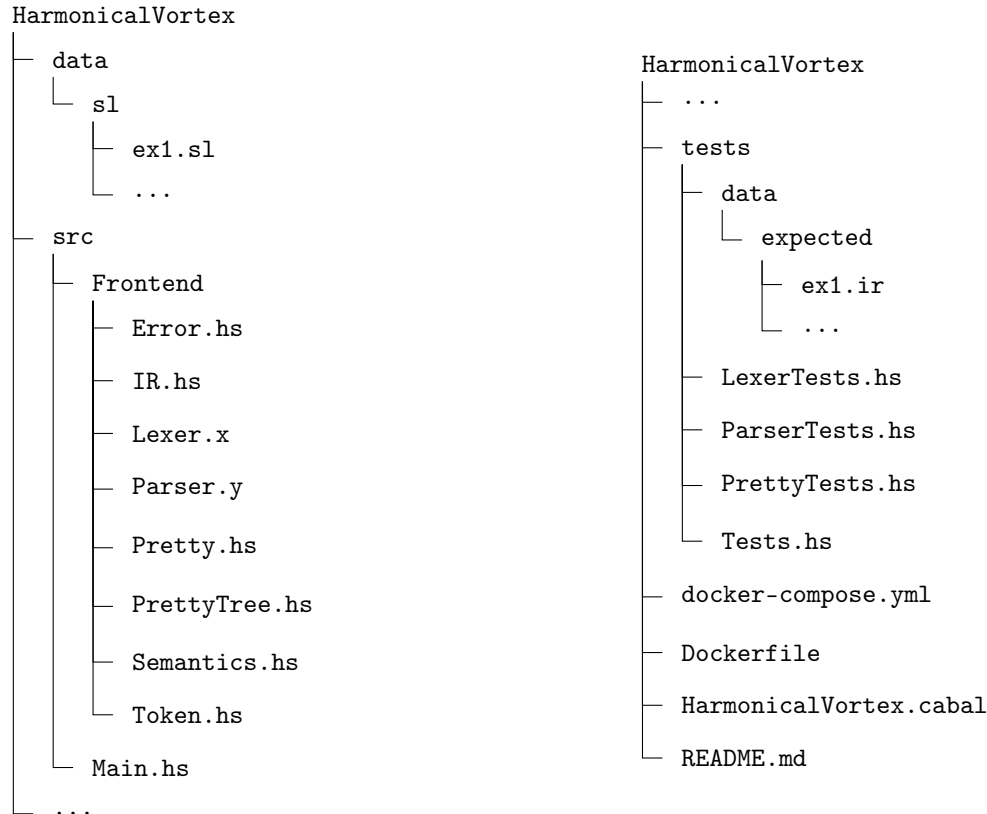 HarmonicalVortex
data
sl
ex1.sl
...
src
Frontend
Error.hs
IR.hs
Lexer.x
Parser.y
Pretty.hs
PrettyTree.hs
Semantics.hs
Token.hs
Main.hs
...
HarmonicalVortex
...
tests
data
expected
ex1.ir
...
LexerTests.hs
ParserTests.hs
PrettyTests.hs
Tests.hs
docker-compose.yml
Dockerfile
HarmonicalVortex.cabal
README.md